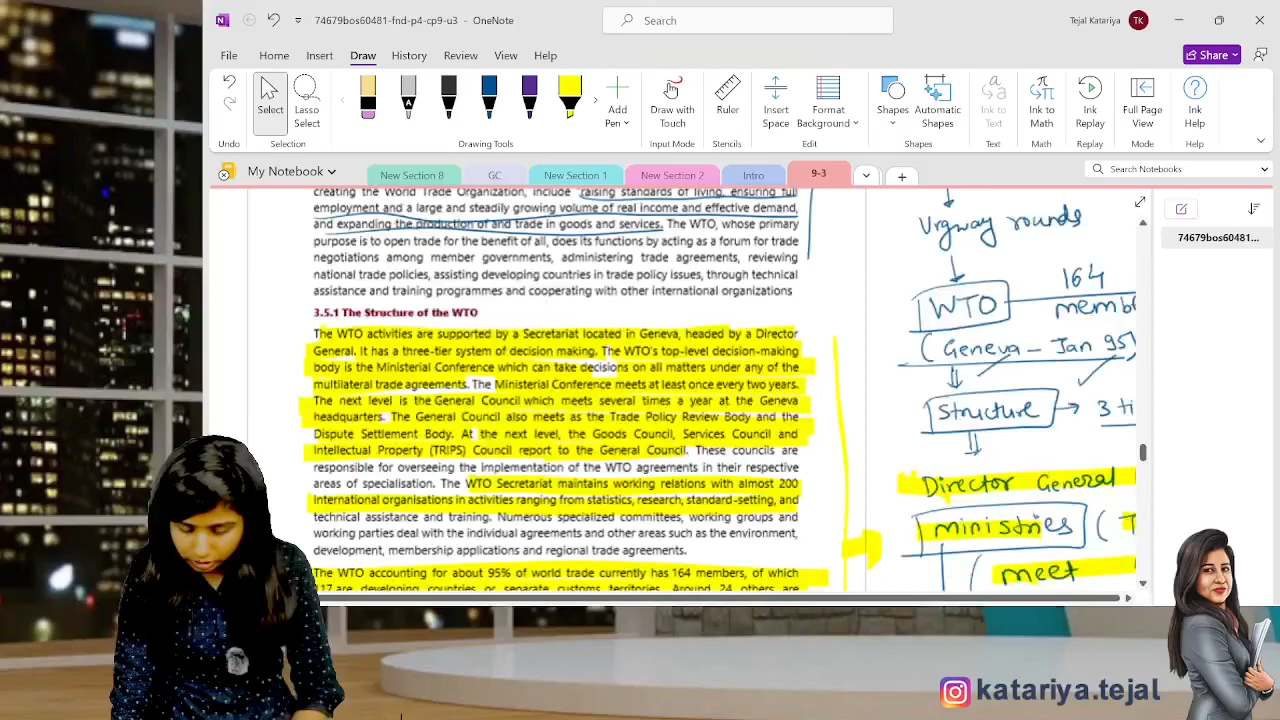 74679bos60481-fnd-p4-cp9-u3 - OneNote
Search
Tejal Katariya
TK
File
Home
Insert
Draw
History
Review
View
Help
Share
Select
Lasso
Select
Add
Pen
Draw with
Touch
Ruler
Insert
Space
Format
Background
Shapes
Automatic
Shapes
Ink to
Text
Ink to
Math
Ink
Replay
Full Page
View
Ink
Help
Undo
Selection
Drawing Tools
Input Mode
Stencils
Edit
Convert
Math
Replay
View
Help
My Notebook
New Section 8
GC
New Section 1
New Section 2
Intro
9-3
Search Notebooks
74679bos60481...
creating the World Trade Organization, include raising standards of living, ensuring full
employment and a large and steadily growing volume of real income and effective demand,
and expanding the production of and trade in goods and services. The WTO, whose primary
purpose is to open trade for the benefit of all, does its functions by acting as a forum for trade
negotiations among member governments, administering trade agreements, reviewing
national trade policies, assisting developing countries in trade policy issues, through technical
assistance and training programmes and cooperating with other international organizations
3.5.1 The Structure of the WTO
The WTO activities are supported by a Secretariat located in Geneva, headed by a Director
General. It has a three-tier system of decision making. The WTO's top-level decision-making
body is the Ministerial Conference which can take decisions on all matters under any of the
multilateral trade agreements. The Ministerial Conference meets at least once every two years.
The next level is the General Council which meets several times a year at the Geneva
headquarters. The General Council also meets as the Trade Policy Review Body and the
Dispute Settlement Body. At the next level, the Goods Council, Services Council and
Intellectual Property (TRIPS) Council report to the General Council. These councils are
responsible for overseeing the implementation of the WTO agreements in their respective
areas of specialisation. The WTO Secretariat maintains working relations with almost 200
International organisations in activities ranging from statistics, research, standard-setting, and
technical assistance and training. Numerous specialized committees, working groups and
working parties deal with the individual agreements and other areas such as the environment,
development, membership applications and regional trade agreements.
The WTO accounting for about 95% of world trade currently has 164 members, of which
117 are developing countries or separate customs territories. Around 24 others are
Urgway rounds
164
WTO
memb
(Geneva - Jan 95)
Structure
3 ti
Director General
ministries (T
( meet
katariya.tejal